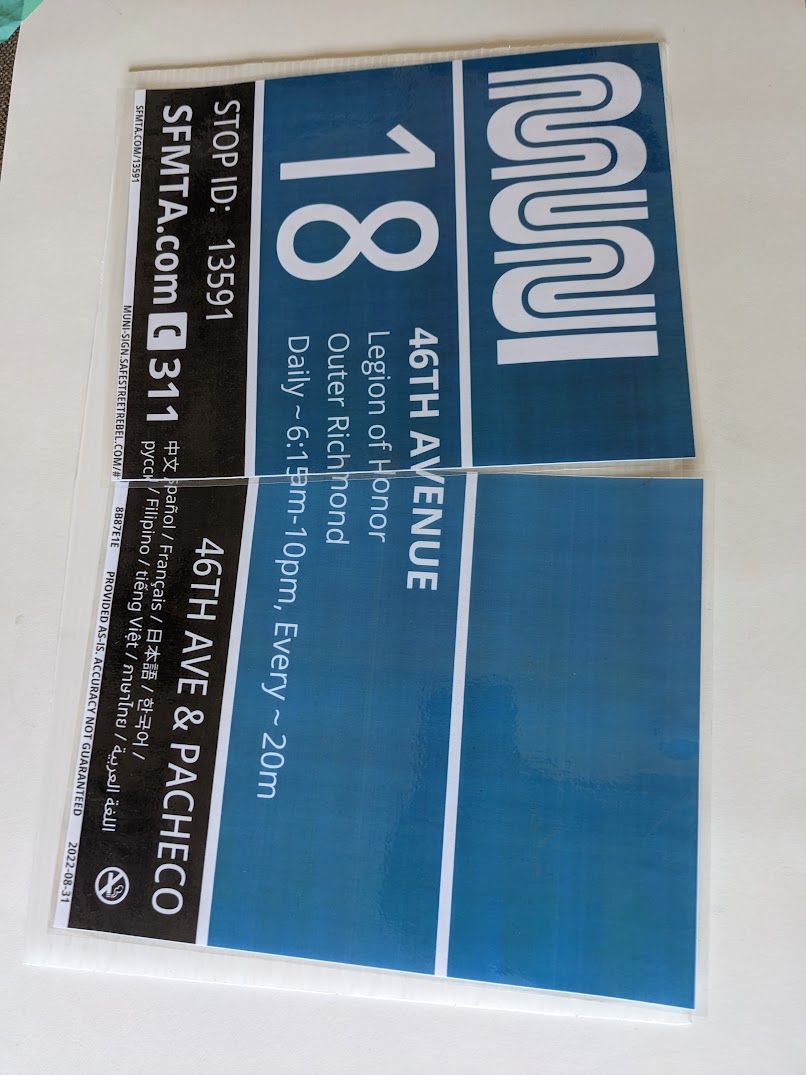 MUNI
18
46TH AVENUE
Legion of Honor
Outer Richmond
Daily ~ 6:15am-10pm, Every ~ 20m
STOP ID: 13591
46TH AVE & PACHECO
SFMTA.com 311
中文 / Español / Français / 日本語 / 한국어 /
русский / Filipino / tiếng Việt / ภาษาไทย / اللغة العربية
SFMTA.COM/13591
MUNI-SIGN.SAFESTREETREBEL.COM/#
8B87E1E
PROVIDED AS-IS. ACCURACY NOT GUARANTEED
2022-08-31